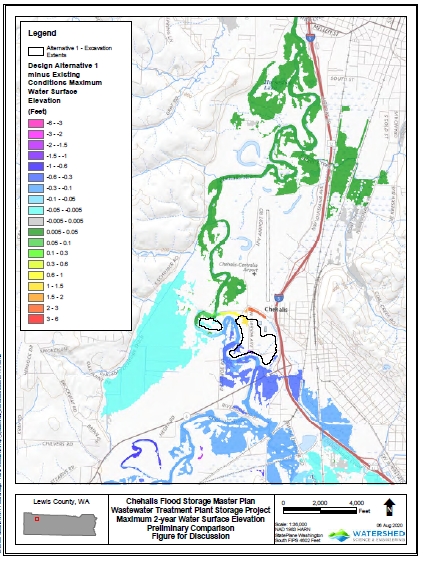 Legend
Alternative 1 - Excavation
Extents
Design Alternative 1
minus Existing
Conditions Maximum
Water Surface
Elevation
(Feet)
-6 - -3
-3 - -2
-2 - -1.5
-1.5 - -1
-1 - -0.6
-0.6 - -0.3
-0.3 - -0.1
-0.1 - -0.05
-0.05 - -0.005
-0.005 - 0.005
0.005 - 0.05
0.05 - 0.1
0.1 - 0.3
0.3 - 0.6
0.6 - 1
1 - 1.5
1.5 - 2
2 - 3
3 - 6
Chehalis-Centralia
Airport
Chehalis
Lewis County, WA
Chehalis Flood Storage Master Plan
Wastewater Treatment Plant Storage Project
Maximum 2-year Water Surface Elevation
Preliminary Comparison
Figure for Discussion
0 2,000 4,000
Feet
N
Scale: 1:36,000
NAD 1983 HARN
StatePlane Washington
South FIPS 4602 Feet
06 Aug 2020
WATERSHED
SCIENCE & ENGINEERING